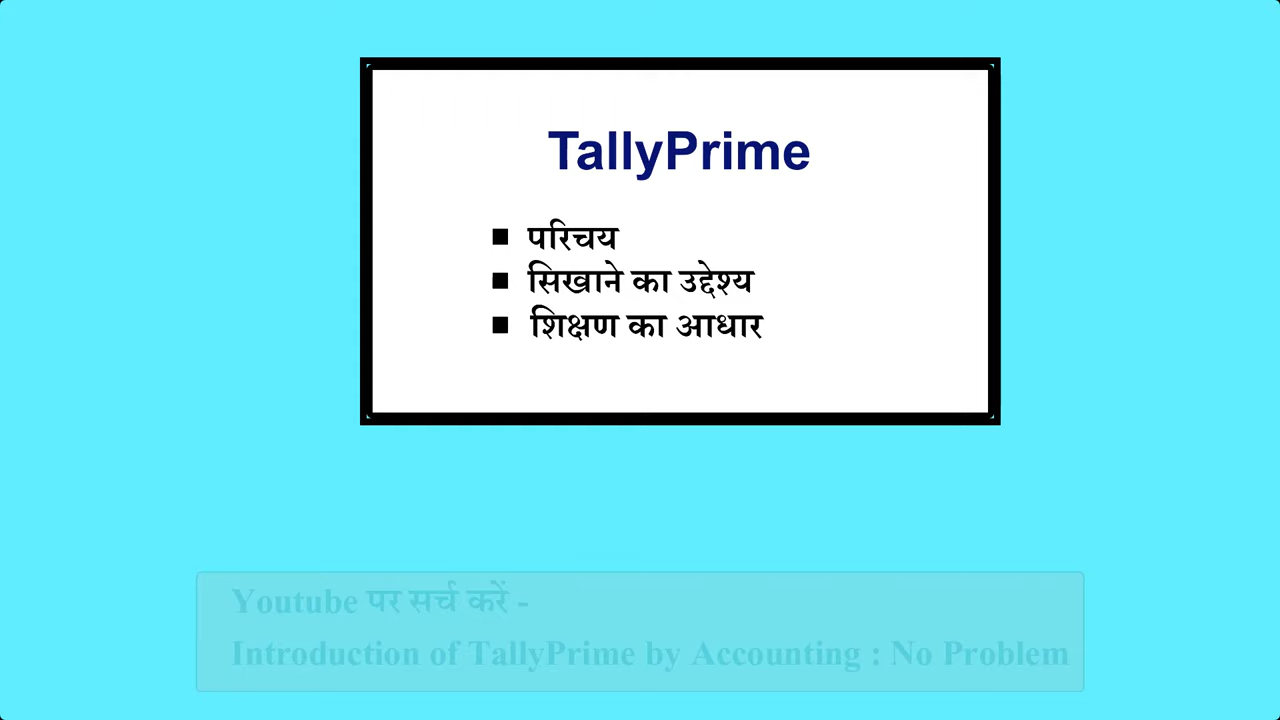 TallyPrime
■ परिचय
■ सिखाने का उद्देश्य
■ शिक्षण का आधार
Youtube पर सर्च करें -
Introduction of TallyPrime by Accounting : No Problem